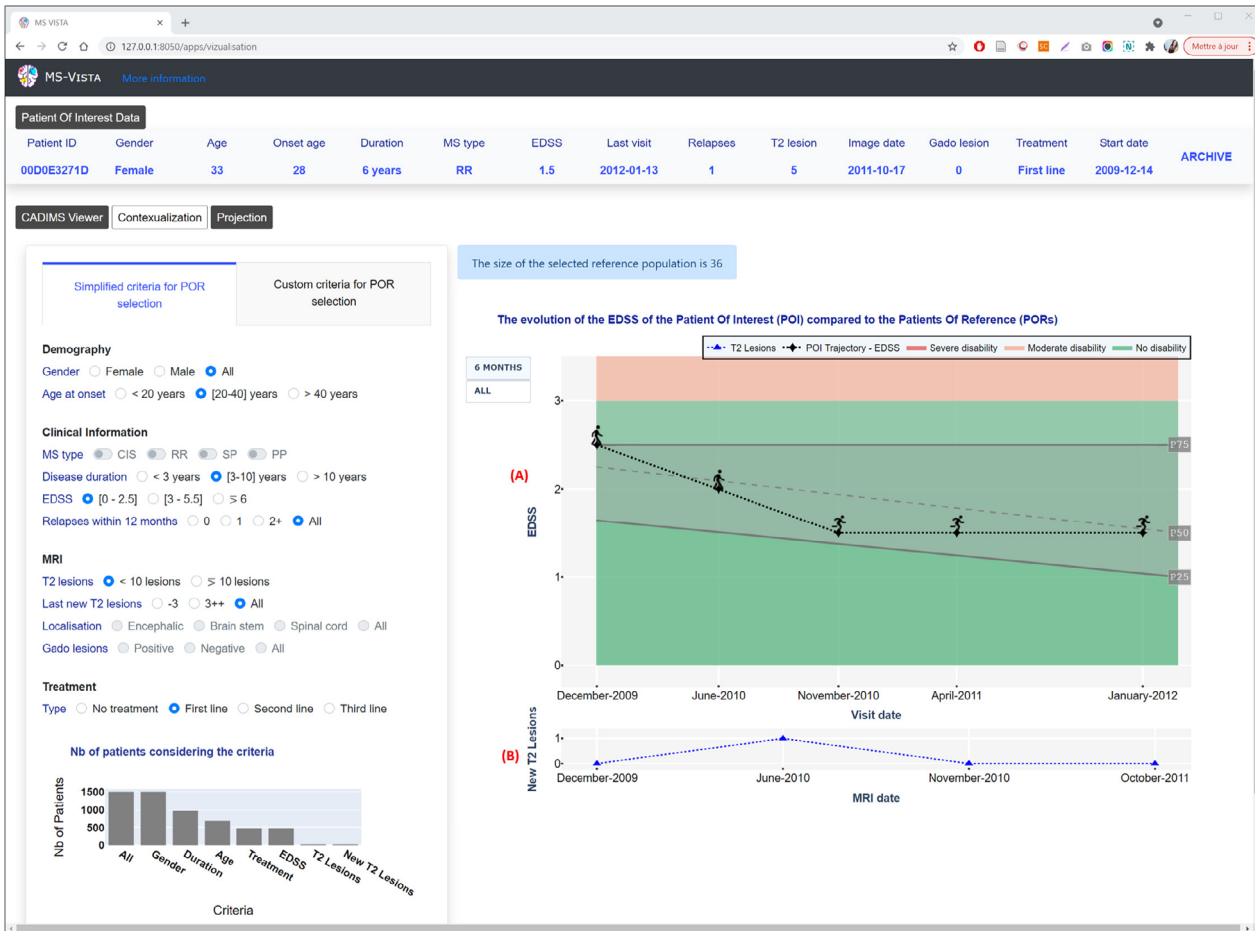 MS VISTA
127.0.0.1:8050/apps/vizualisation
Mettre à jour
MS-VISTA More information
Patient Of Interest Data
Patient ID Gender Age Onset age Duration MS type EDSS Last visit Relapses T2 lesion Image date Gado lesion Treatment Start date
ARCHIVE
00D0E3271D Female 33 28 6 years RR 1.5 2012-01-13 1 5 2011-10-17 0 First line 2009-12-14
CADIMS Viewer Contexualization Projection
Simplified criteria for POR
selection
Custom criteria for POR
selection
Demography
Gender Female Male All
Age at onset < 20 years [20-40] years > 40 years
Clinical Information
MS type CIS RR SP PP
Disease duration < 3 years [3-10] years > 10 years
EDSS [0 - 2.5] [3 - 5.5] ⩾ 6
Relapses within 12 months 0 1 2+ All
MRI
T2 lesions < 10 lesions ⩾ 10 lesions
Last new T2 lesions -3 3++ All
Localisation Encephalic Brain stem Spinal cord All
Gado lesions Positive Negative All
Treatment
Type No treatment First line Second line Third line
Nb of patients considering the criteria
Nb of Patients
1500
1000
500
0
All Gender Duration Age Treatment EDSS T2 Lesions New T2 Lesions
Criteria
The size of the selected reference population is 36
The evolution of the EDSS of the Patient Of Interest (POI) compared to the Patients Of Reference (PORs)
T2 Lesions POI Trajectory - EDSS Severe disability Moderate disability No disability
6 MONTHS
ALL
(A)
EDSS
3
2
1
0
P75
P50
P25
December-2009 June-2010 November-2010 April-2011 January-2012
Visit date
(B)
New T2 Lesions
1
0
December-2009 June-2010 November-2010 October-2011
MRI date